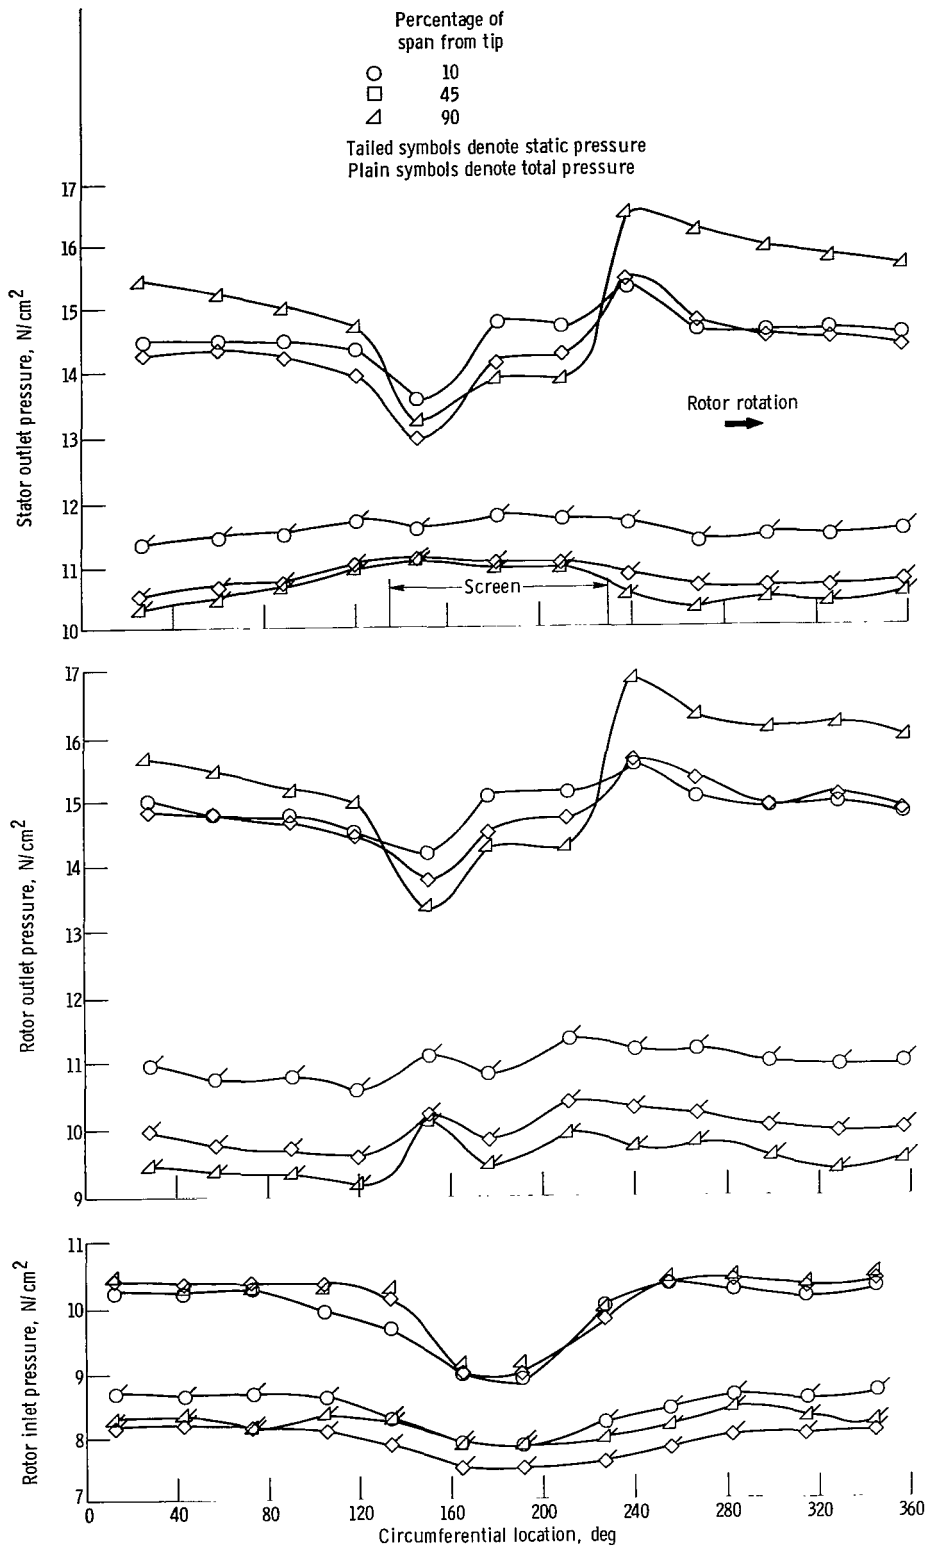 Percentage of
span from tip
10
45
90
Tailed symbols denote static pressure
Plain symbols denote total pressure
Stator outlet pressure, N/cm²
17
16
15
14
13
12
11
10
Rotor rotation
Screen
Rotor outlet pressure, N/cm²
17
16
15
14
13
12
11
10
9
Rotor inlet pressure, N/cm²
11
10
9
8
7
0 40 80 120 160 200 240 280 320 360
Circumferential location, deg